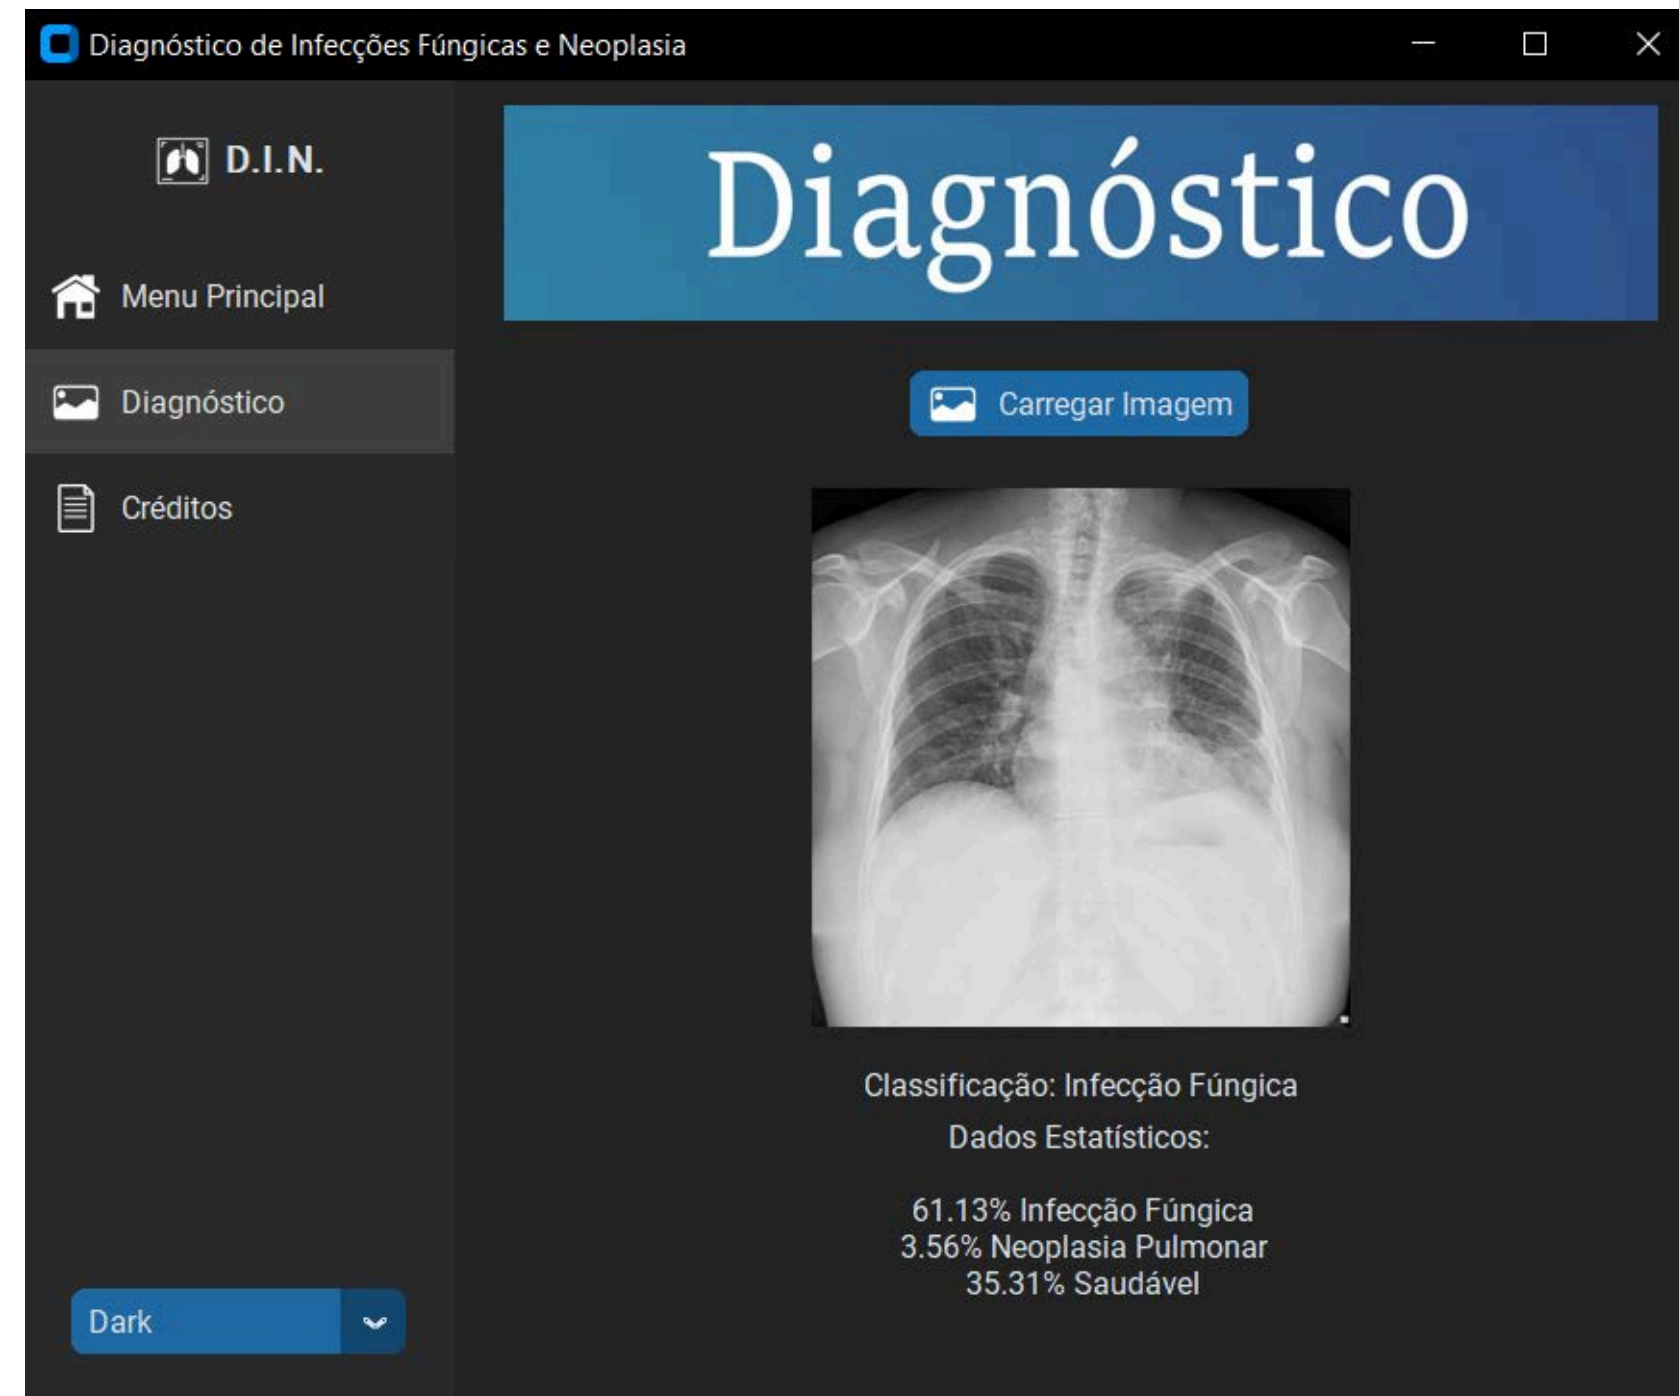 Diagnóstico de Infecções Fúngicas e Neoplasia
D.I.N.
Menu Principal
Diagnóstico
Créditos
Dark
Diagnóstico
Carregar Imagem
Classificação: Infecção Fúngica
Dados Estatísticos:
61.13% Infecção Fúngica
3.56% Neoplasia Pulmonar
35.31% Saudável